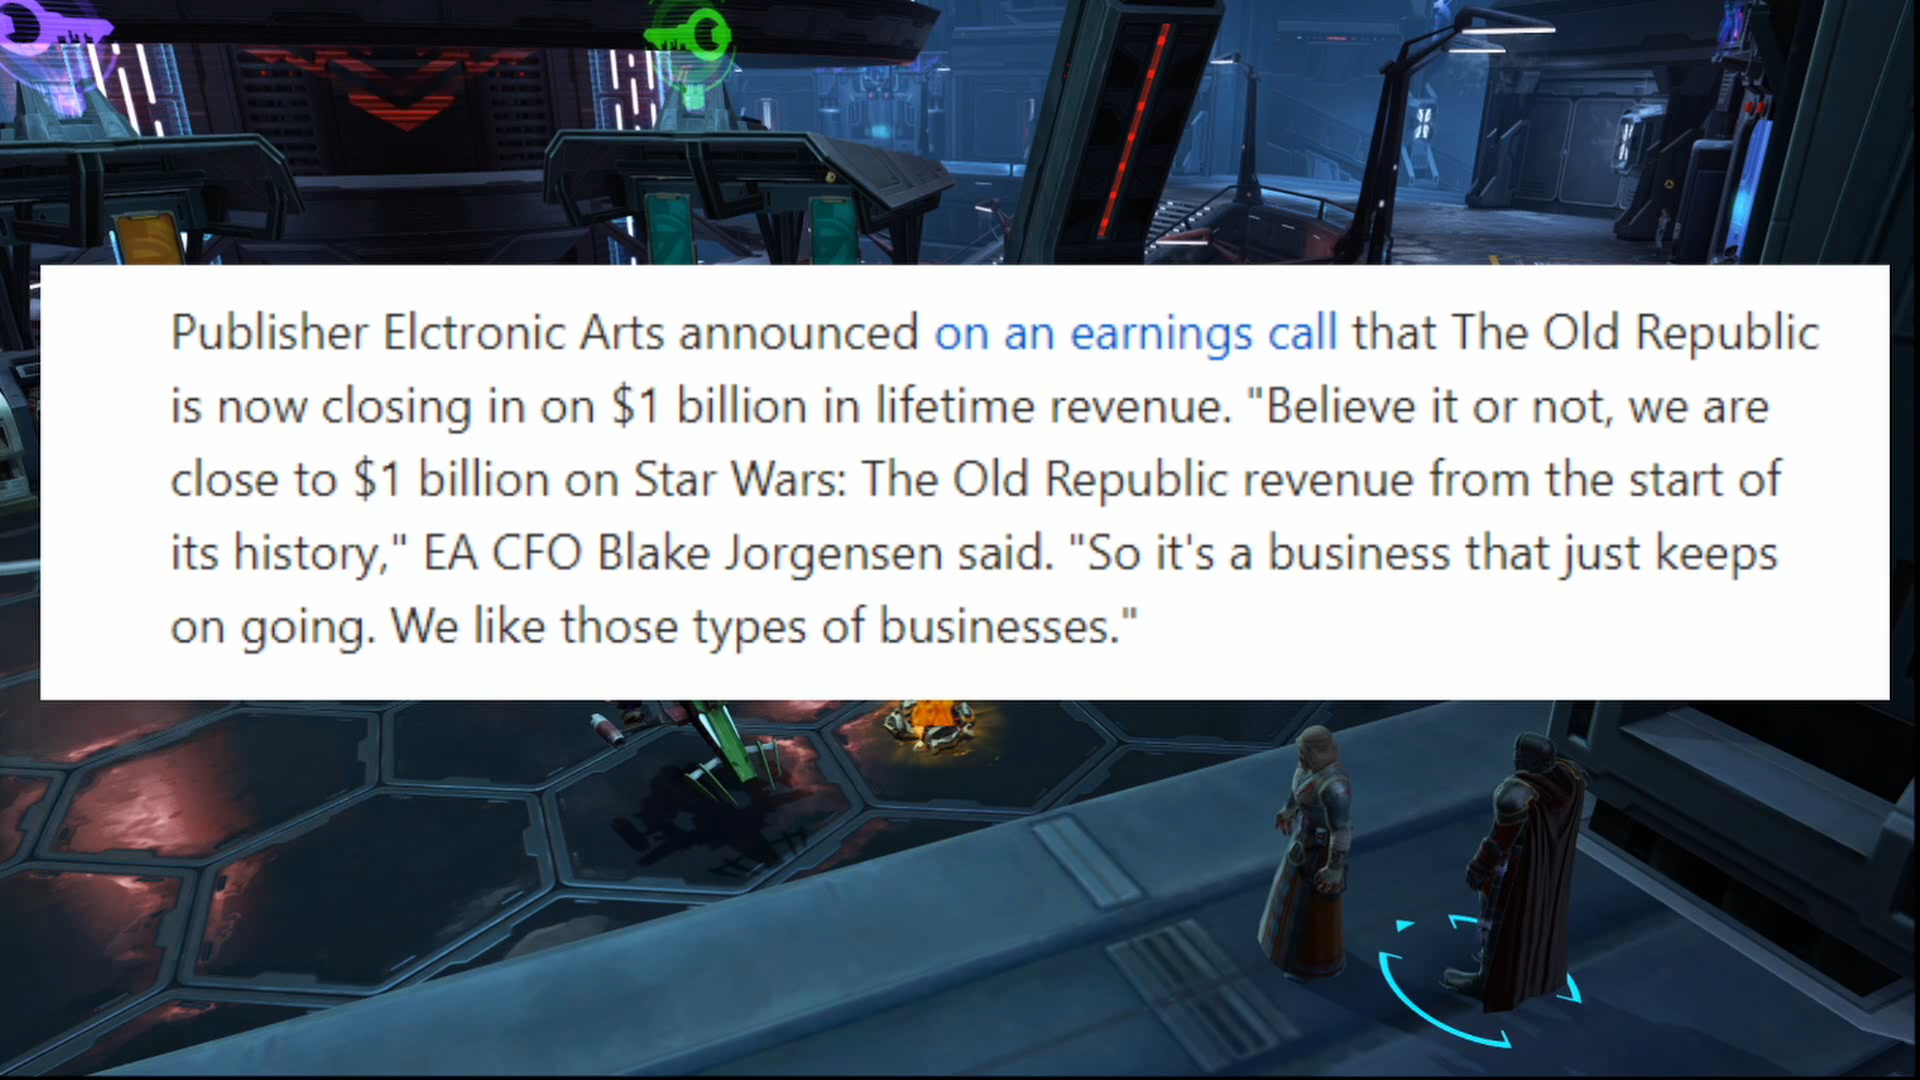 Publisher Elctronic Arts announced on an earnings call that The Old Republic
is now closing in on $1 billion in lifetime revenue. "Believe it or not, we are
close to $1 billion on Star Wars: The Old Republic revenue from the start of
its history," EA CFO Blake Jorgensen said. "So it's a business that just keeps
on going. We like those types of businesses."